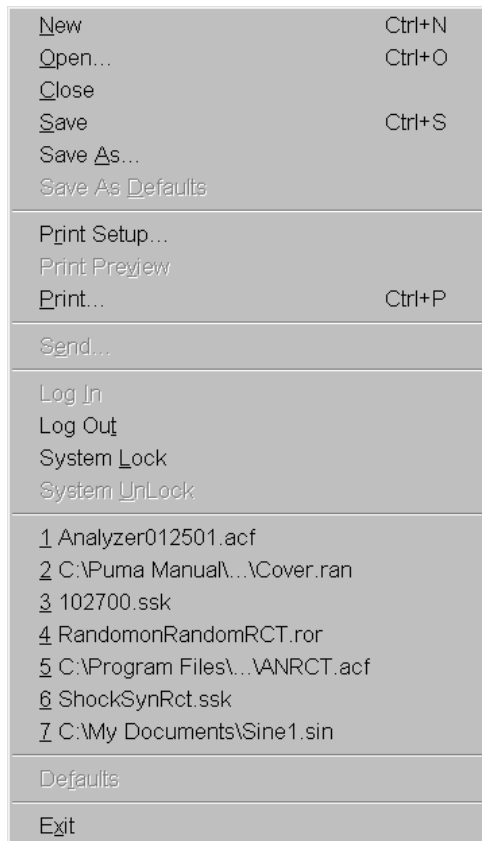 New Ctrl+N
Open... Ctrl+O
Close
Save Ctrl+S
Save As...
Save As Defaults
Print Setup...
Print Preview
Print... Ctrl+P
Send...
Log In
Log Out
System Lock
System UnLock
1 Analyzer012501.acf
2 C:\Puma Manual\...\Cover.ran
3 102700.ssk
4 RandomonRandomRCT.ror
5 C:\Program Files\...\ANRCT.acf
6 ShockSynRct.ssk
7 C:\My Documents\Sine1.sin
Defaults
Exit